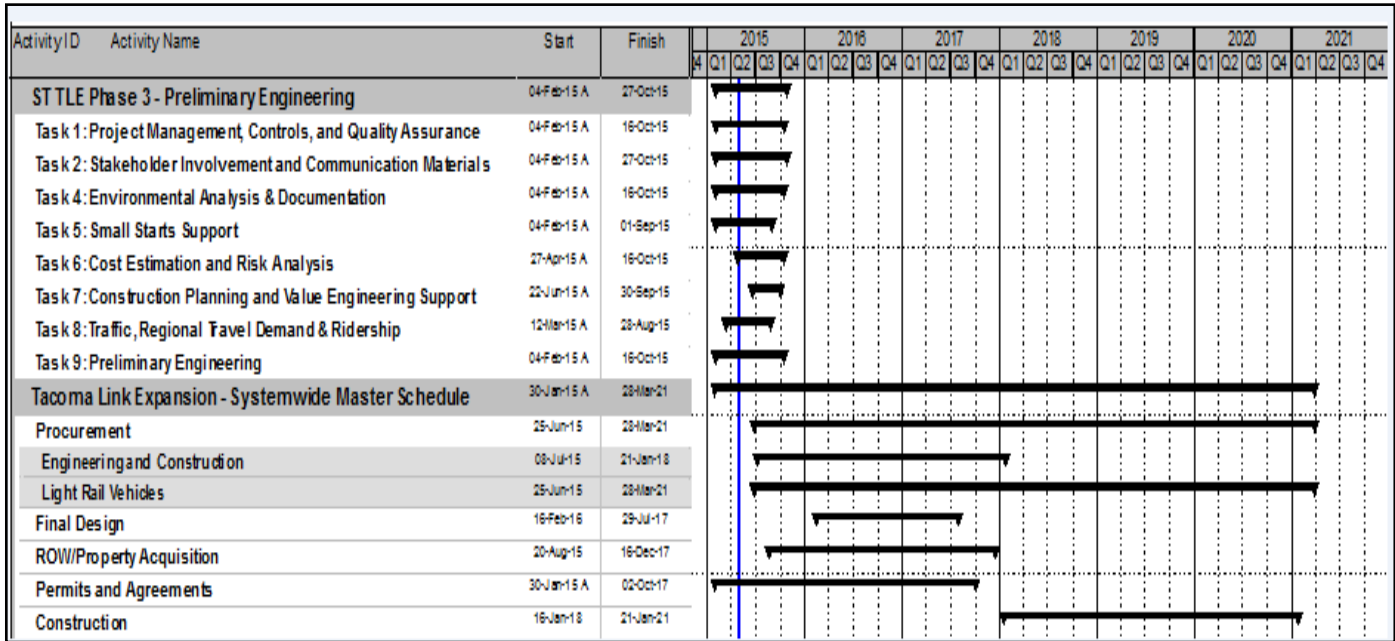 Activity ID Activity Name Start Finish 2015 2016 2017 2018 2019 2020 2021
Q4 Q1 Q2 Q3 Q4 Q1 Q2 Q3 Q4 Q1 Q2 Q3 Q4 Q1 Q2 Q3 Q4 Q1 Q2 Q3 Q4 Q1 Q2 Q3 Q4 Q1 Q2 Q3 Q4
ST TLE Phase 3 - Preliminary Engineering 04-Feb-15 A 27-Oct-15
Task 1: Project Management, Controls, and Quality Assurance 04-Feb-15 A 16-Oct-15
Task 2: Stakeholder Involvement and Communication Materials 04-Feb-15 A 27-Oct-15
Task 4: Environmental Analysis & Documentation 04-Feb-15 A 16-Oct-15
Task 5: Small Starts Support 04-Feb-15 A 01-Sep-15
Task 6: Cost Estimation and Risk Analysis 27-Apr-15 A 16-Oct-15
Task 7: Construction Planning and Value Engineering Support 22-Jun-15 A 30-Sep-15
Task 8: Traffic, Regional Travel Demand & Ridership 12-Mar-15 A 28-Aug-15
Task 9: Preliminary Engineering 04-Feb-15 A 16-Oct-15
Tacoma Link Expansion - Systemwide Master Schedule 30-Jan-15 A 28-Mar-21
Procurement 25-Jun-15 28-Mar-21
Engineering and Construction 08-Jul-15 21-Jan-18
Light Rail Vehicles 25-Jun-15 28-Mar-21
Final Design 16-Feb-16 29-Jul-17
ROW/Property Acquisition 20-Aug-15 16-Dec-17
Permits and Agreements 30-Jan-15 A 02-Oct-17
Construction 16-Jan-18 21-Jan-21